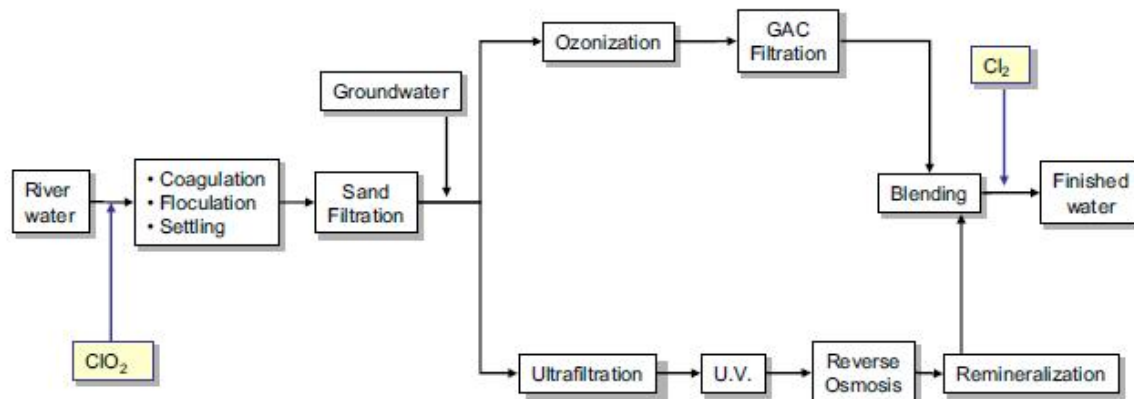 Ozonization
GAC
Filtration
Cl₂
Groundwater
River
water
• Coagulation
• Floculation
• Settling
Sand
Filtration
Blending
Finished
water
ClO₂
Ultrafiltration
U.V.
Reverse
Osmosis
Remineralization